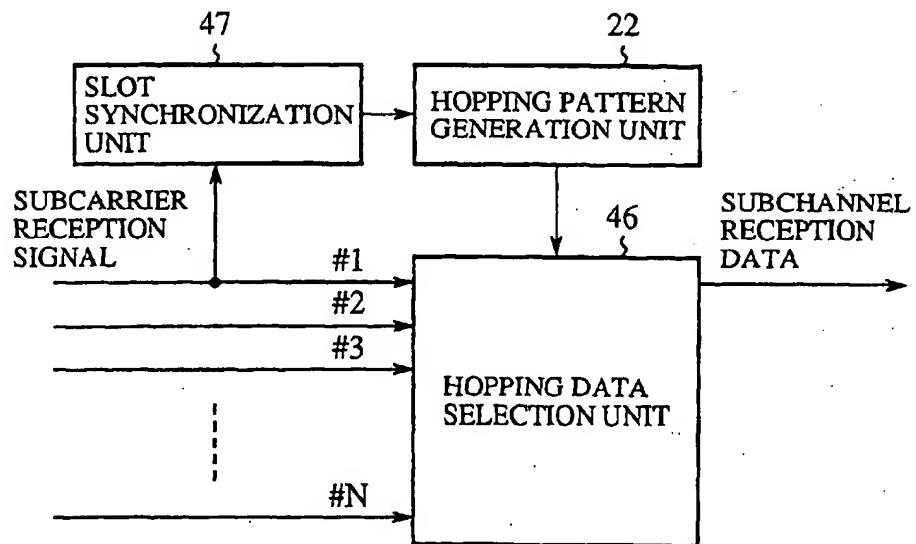 47
22
SLOT
SYNCHRONIZATION
UNIT
HOPPING PATTERN
GENERATION UNIT
SUBCARRIER
RECEPTION
SIGNAL
46
SUBCHANNEL
RECEPTION
DATA
#1
#2
#3
HOPPING DATA
SELECTION UNIT
#N